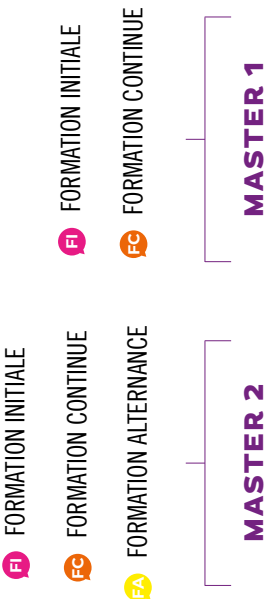 FI FORMATION INITIALE
FC FORMATION CONTINUE
MASTER 1
FI FORMATION INITIALE
FC FORMATION CONTINUE
FA FORMATION ALTERNANCE
MASTER 2